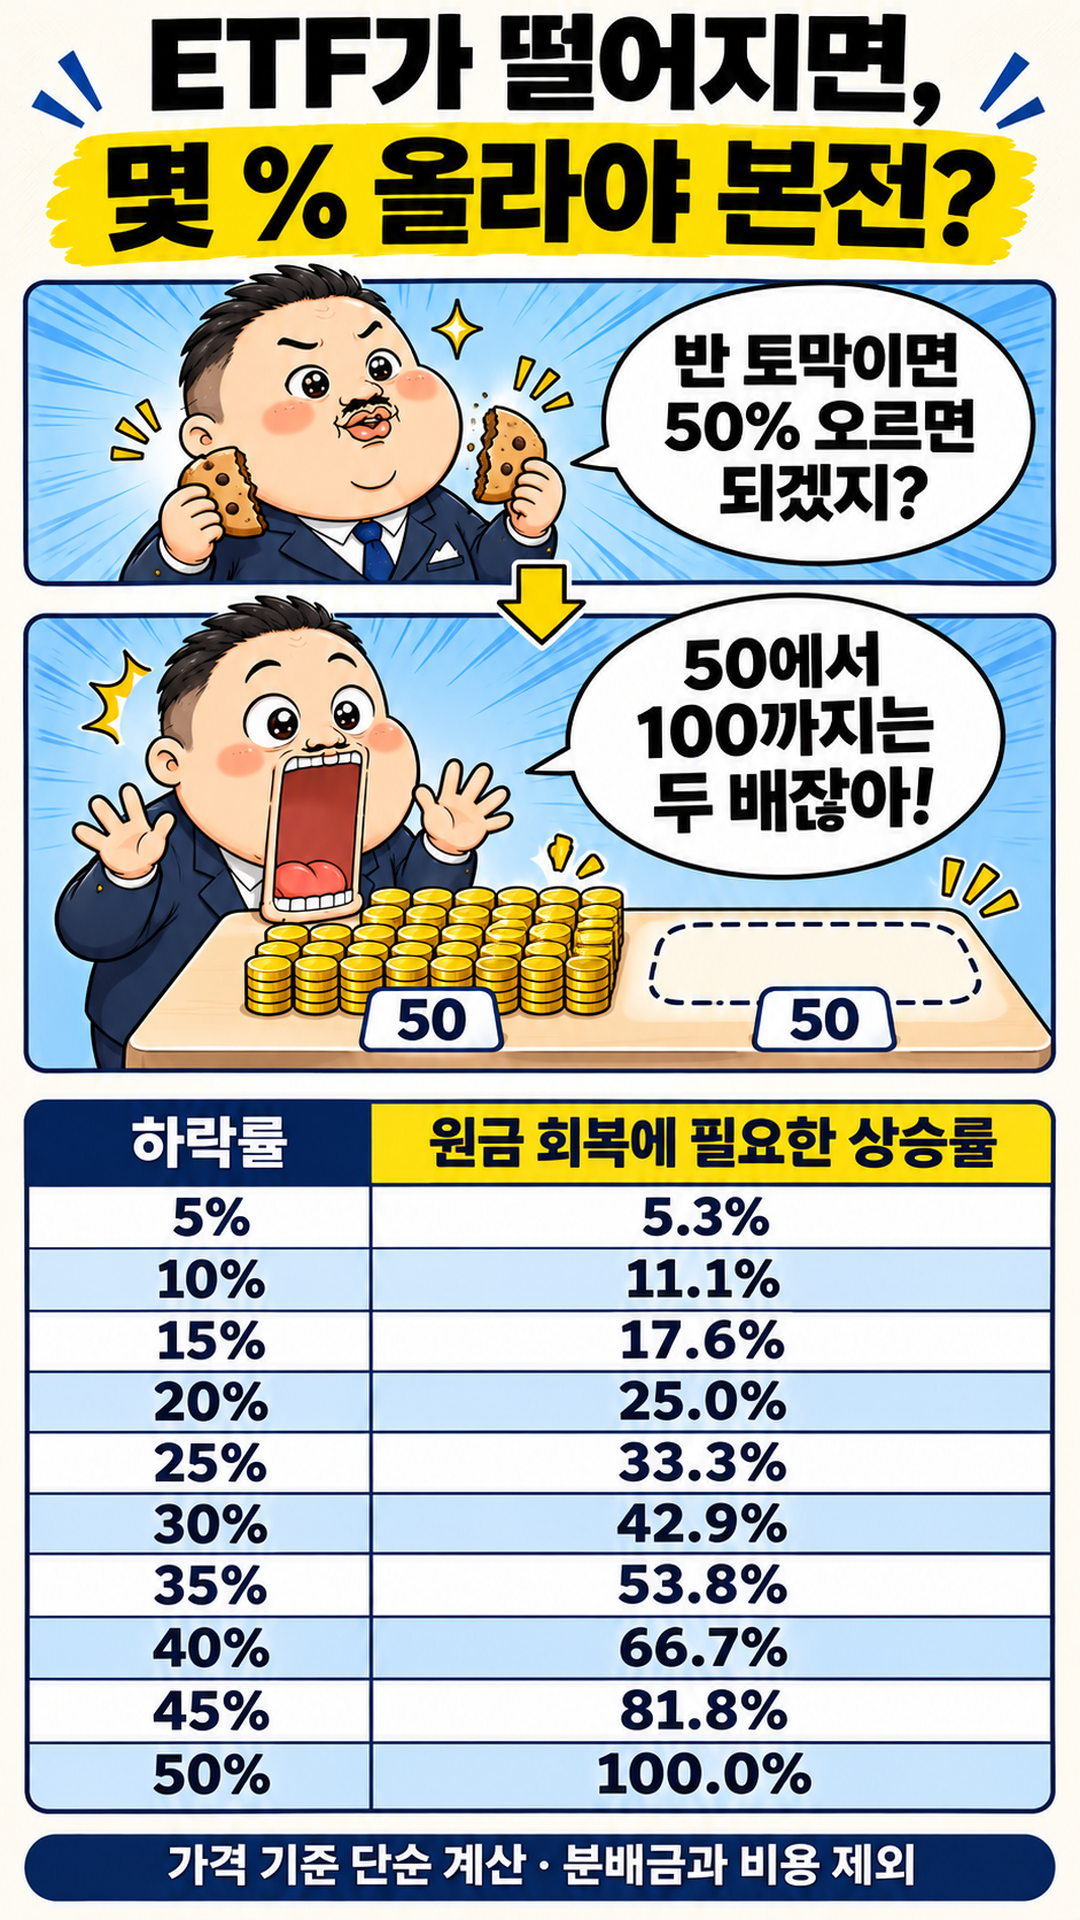 ETF가 떨어지면,
몇 % 올라야 본전?
반 토막이면
50% 오르면
되겠지?
50에서
100까지는
두 배잖아!
50
50
하락률 원금 회복에 필요한 상승률
5% 5.3%
10% 11.1%
15% 17.6%
20% 25.0%
25% 33.3%
30% 42.9%
35% 53.8%
40% 66.7%
45% 81.8%
50% 100.0%
가격 기준 단순 계산 · 분배금과 비용 제외